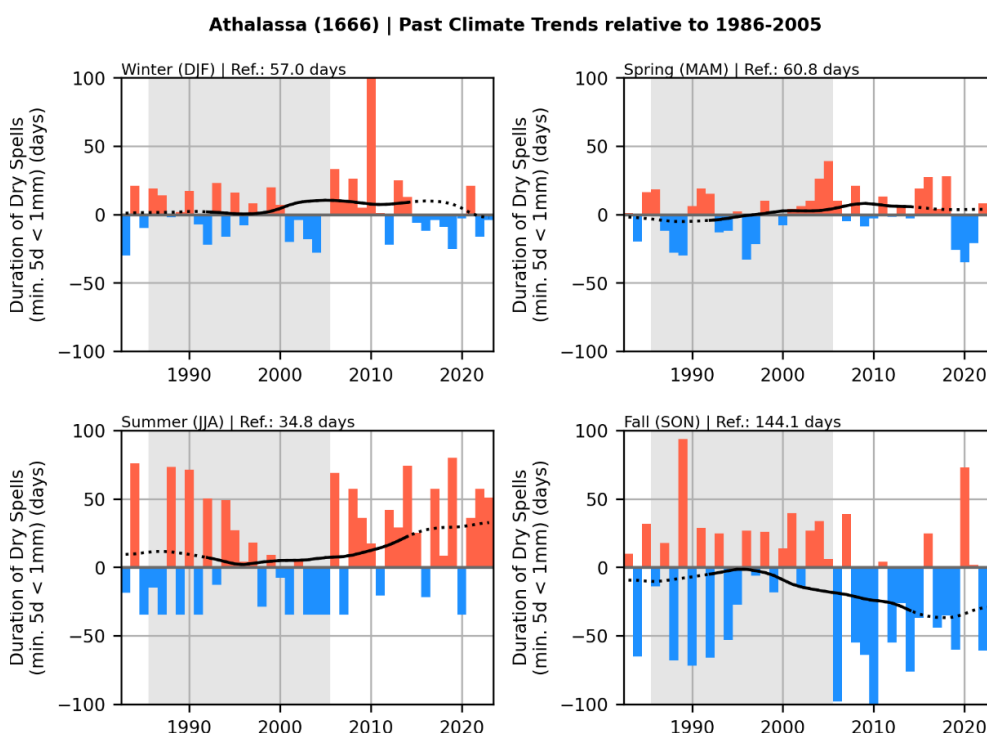 Athalassa (1666) | Past Climate Trends relative to 1986-2005
Winter (DJF) | Ref.: 57.0 days
Duration of Dry Spells
(min. 5d < 1mm) (days)
100
50
0
−50
−100
1990
2000
2010
2020
Spring (MAM) | Ref.: 60.8 days
Duration of Dry Spells
(min. 5d < 1mm) (days)
100
50
0
−50
−100
1990
2000
2010
2020
Summer (JJA) | Ref.: 34.8 days
Duration of Dry Spells
(min. 5d < 1mm) (days)
100
50
0
−50
−100
1990
2000
2010
2020
Fall (SON) | Ref.: 144.1 days
Duration of Dry Spells
(min. 5d < 1mm) (days)
100
50
0
−50
−100
1990
2000
2010
2020